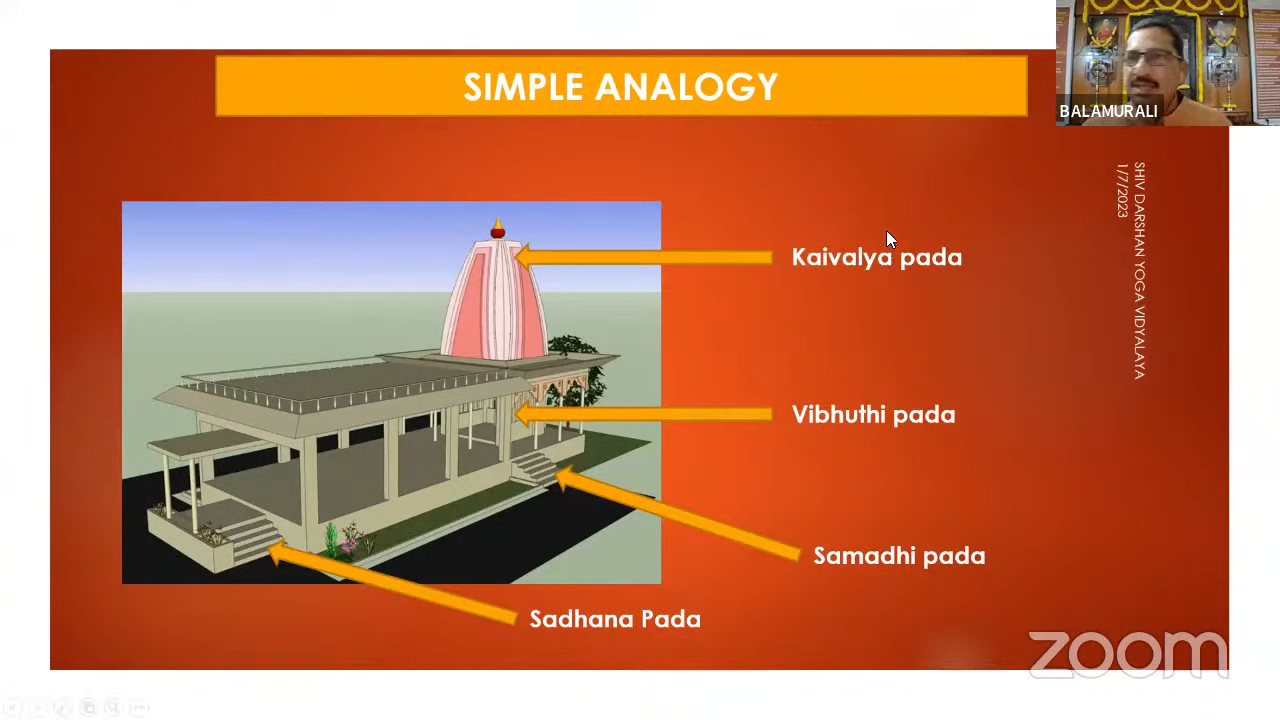 SIMPLE ANALOGY
BALAMURALI
SHIV DARSHAN YOGA VIDYALAYA
1/7/2023
Kaivalya pada
Vibhuthi pada
Samadhi pada
Sadhana Pada
zoom